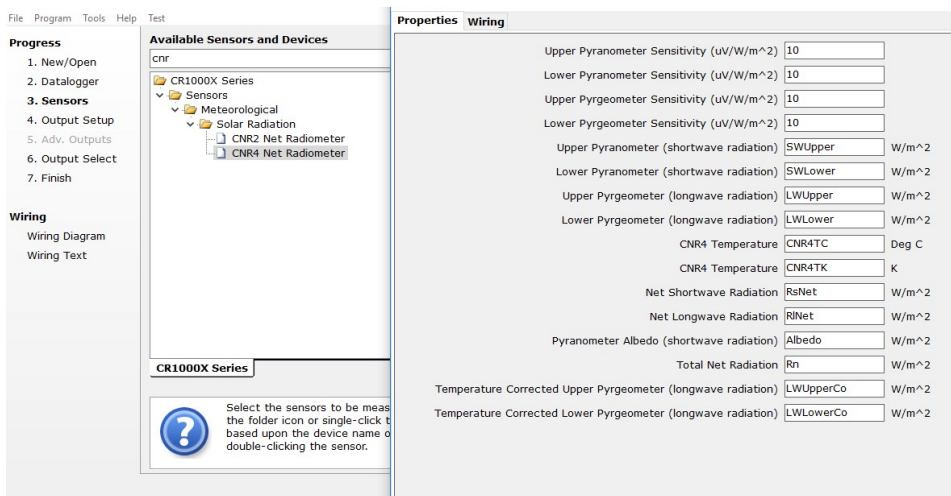 File Program Tools Help Test
Progress
1. New/Open
2. Datalogger
3. Sensors
4. Output Setup
5. Adv. Outputs
6. Output Select
7. Finish
Wiring
Wiring Diagram
Wiring Text
Available Sensors and Devices
cnr
CR1000X Series
Sensors
Meteorological
Solar Radiation
CNR2 Net Radiometer
CNR4 Net Radiometer
CR1000X Series
?
Select the sensors to be meas
the folder icon or single-click t
based upon the device name o
double-clicking the sensor.
Properties Wiring
Upper Pyranometer Sensitivity (uV/W/m^2) 10
Lower Pyranometer Sensitivity (uV/W/m^2) 10
Upper Pyrgeometer Sensitivity (uV/W/m^2) 10
Lower Pyrgeometer Sensitivity (uV/W/m^2) 10
Upper Pyranometer (shortwave radiation) SWUpper W/m^2
Lower Pyranometer (shortwave radiation) SWLower W/m^2
Upper Pyrgeometer (longwave radiation) LWUpper W/m^2
Lower Pyrgeometer (longwave radiation) LWLower W/m^2
CNR4 Temperature CNR4TC Deg C
CNR4 Temperature CNR4TK K
Net Shortwave Radiation RsNet W/m^2
Net Longwave Radiation RlNet W/m^2
Pyranometer Albedo (shortwave radiation) Albedo W/m^2
Total Net Radiation Rn W/m^2
Temperature Corrected Upper Pyrgeometer (longwave radiation) LWUpperCo W/m^2
Temperature Corrected Lower Pyrgeometer (longwave radiation) LWLowerCo W/m^2